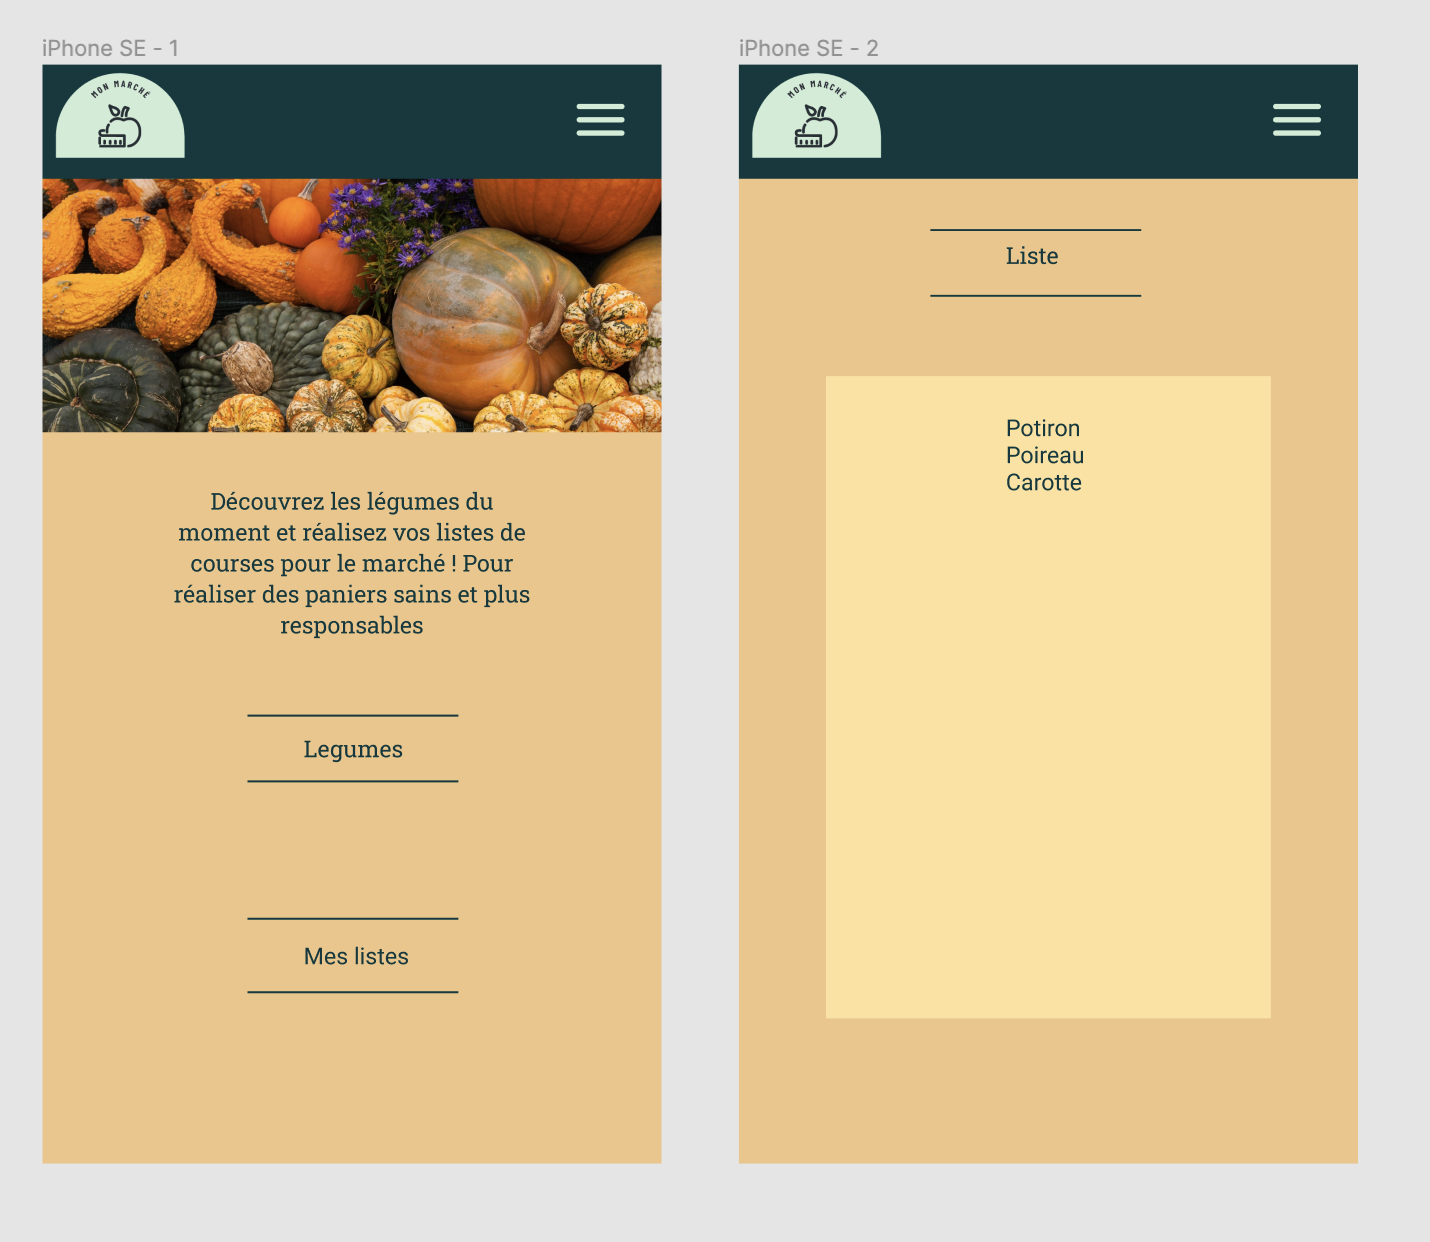 iPhone SE - 1
MON MARCHÉ
Découvrez les légumes du
moment et réalisez vos listes de
courses pour le marché ! Pour
réaliser des paniers sains et plus
responsables
Legumes
Mes listes
iPhone SE - 2
MON MARCHÉ
Liste
Potiron
Poireau
Carotte